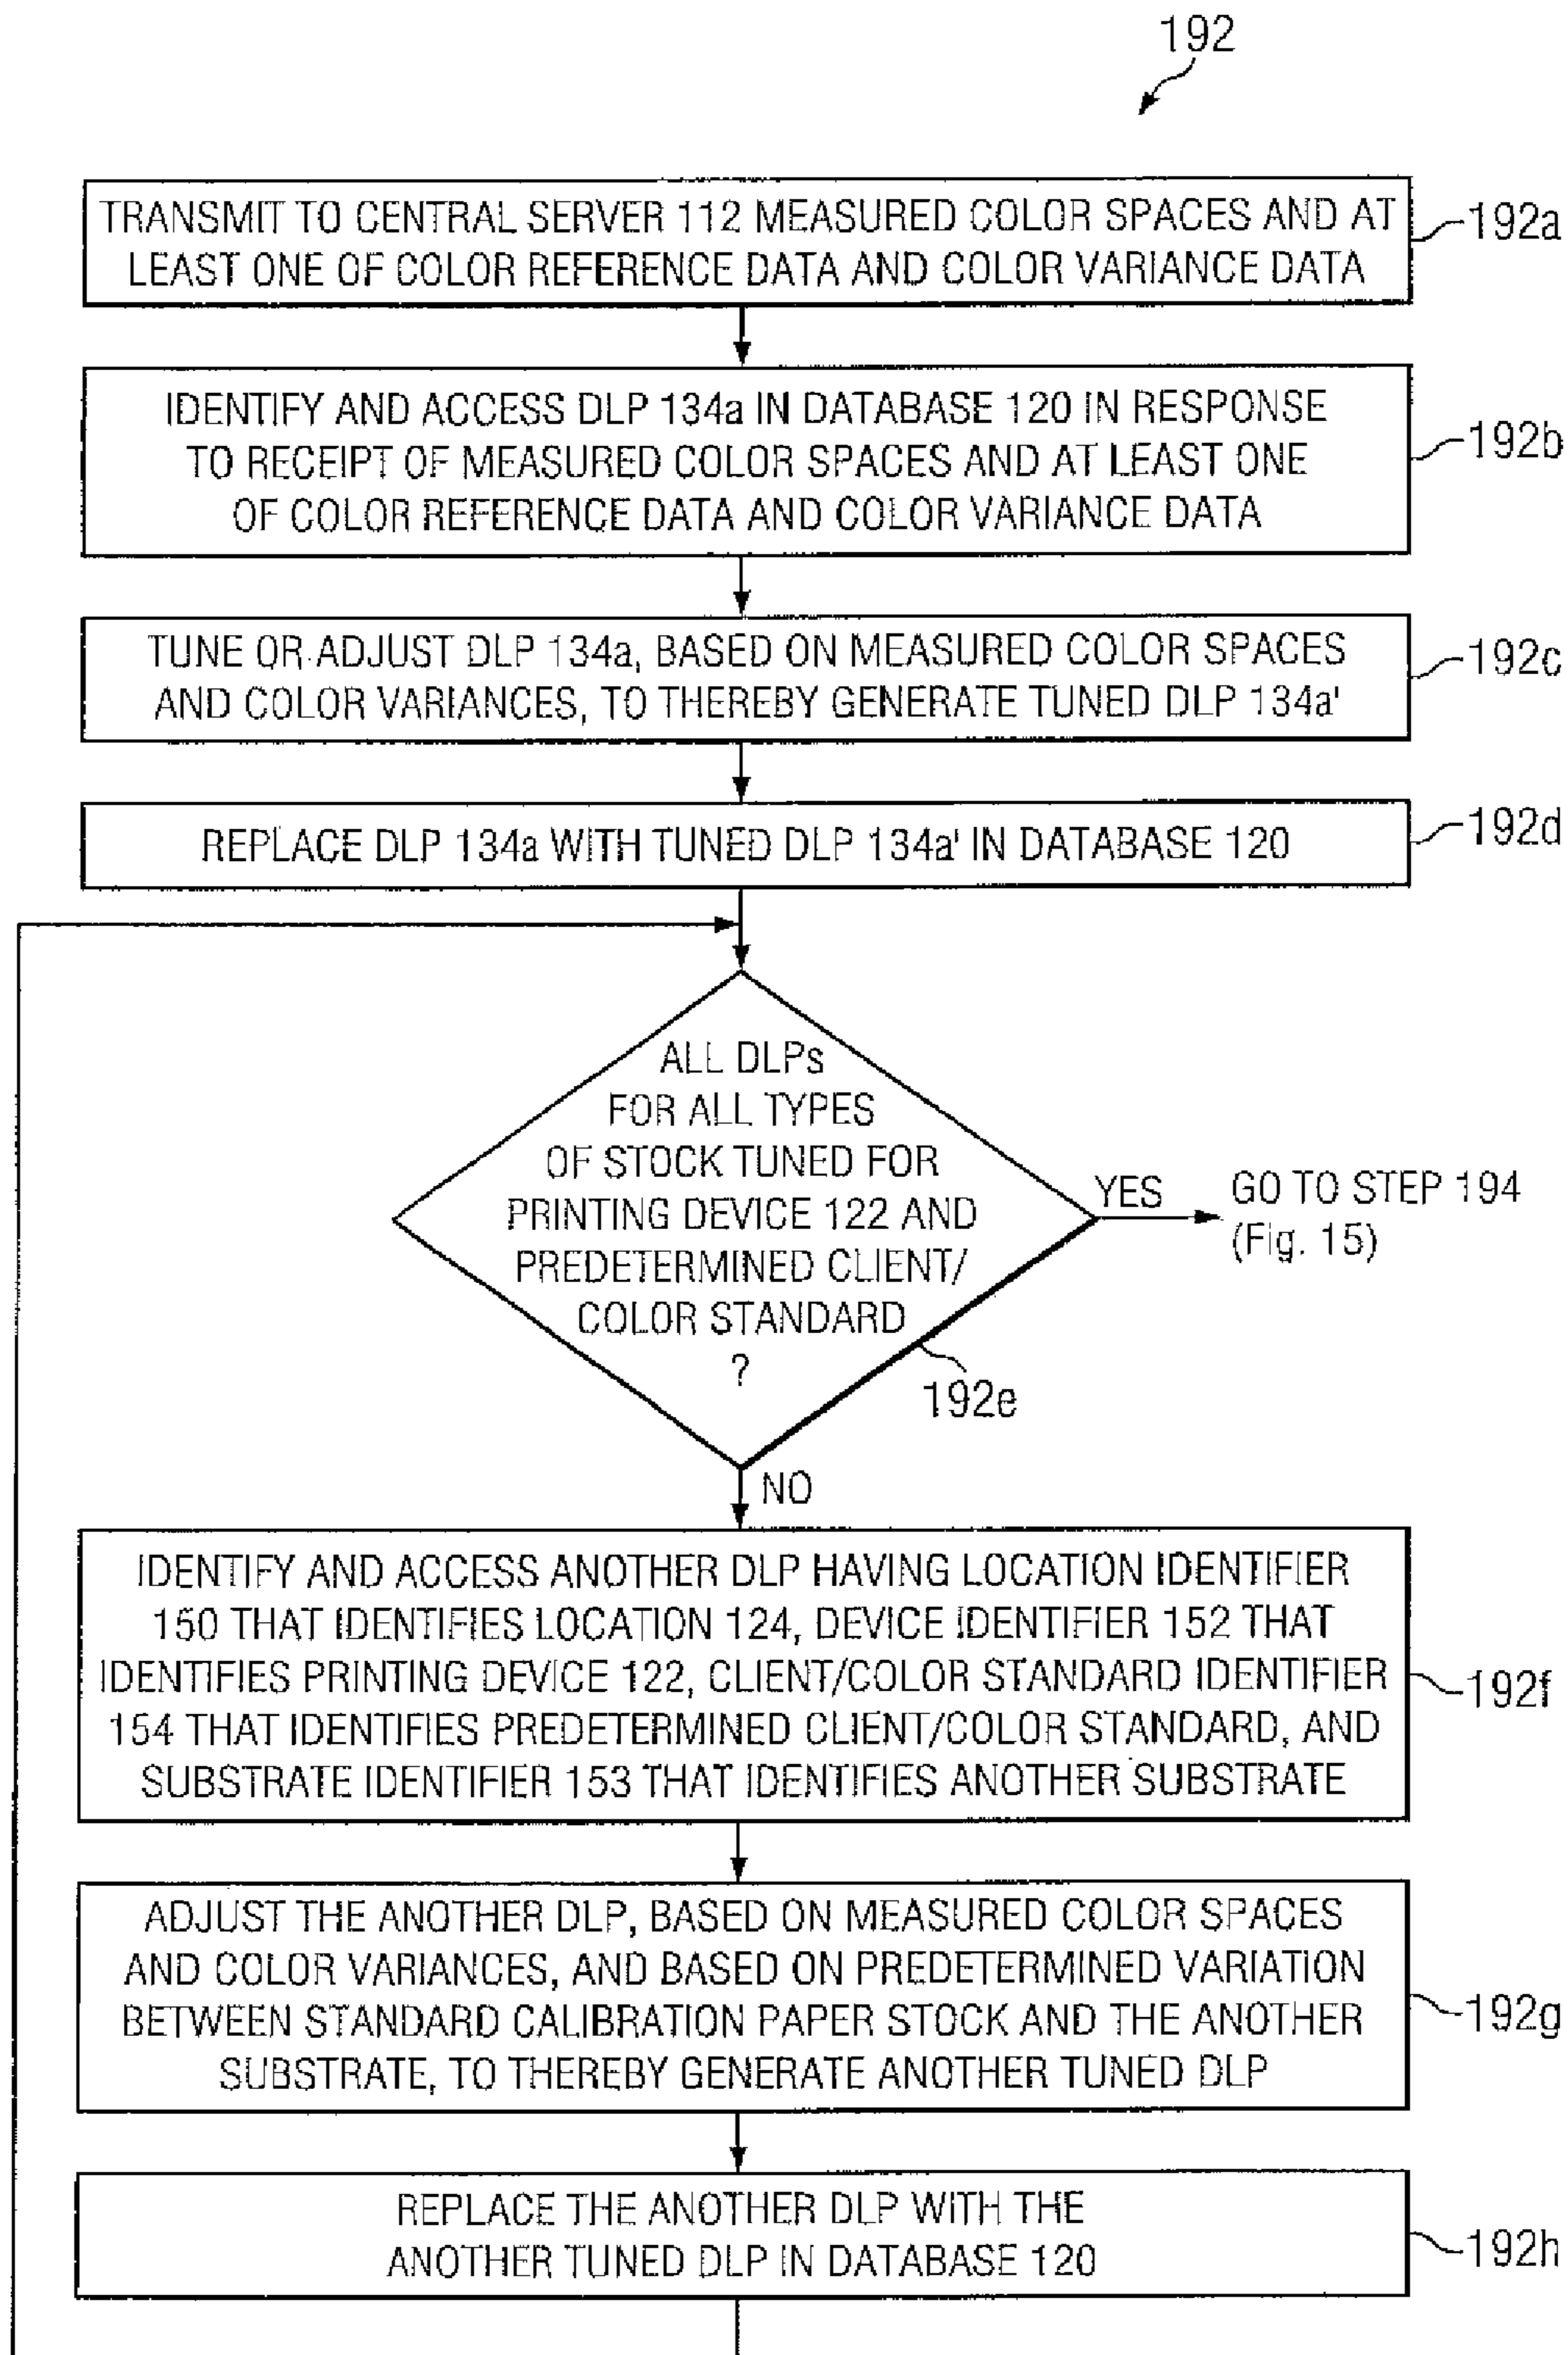 192
TRANSMIT TO CENTRAL SERVER 112 MEASURED COLOR SPACES AND AT
LEAST ONE OF COLOR REFERENCE DATA AND COLOR VARIANCE DATA
192a
IDENTIFY AND ACCESS DLP 134a IN DATABASE 120 IN RESPONSE
TO RECEIPT OF MEASURED COLOR SPACES AND AT LEAST ONE
OF COLOR REFERENCE DATA AND COLOR VARIANCE DATA
192b
TUNE OR ADJUST DLP 134a, BASED ON MEASURED COLOR SPACES
AND COLOR VARIANCES, TO THEREBY GENERATE TUNED DLP 134a'
192c
REPLACE DLP 134a WITH TUNED DLP 134a' IN DATABASE 120
192d
ALL DLPs
FOR ALL TYPES
OF STOCK TUNED FOR
PRINTING DEVICE 122 AND
PREDETERMINED CLIENT/
COLOR STANDARD
?
192e
YES
GO TO STEP 194
(Fig. 15)
NO
IDENTIFY AND ACCESS ANOTHER DLP HAVING LOCATION IDENTIFIER
150 THAT IDENTIFIES LOCATION 124, DEVICE IDENTIFIER 152 THAT
IDENTIFIES PRINTING DEVICE 122, CLIENT/COLOR STANDARD IDENTIFIER
154 THAT IDENTIFIES PREDETERMINED CLIENT/COLOR STANDARD, AND
SUBSTRATE IDENTIFIER 153 THAT IDENTIFIES ANOTHER SUBSTRATE
192f
ADJUST THE ANOTHER DLP, BASED ON MEASURED COLOR SPACES
AND COLOR VARIANCES, AND BASED ON PREDETERMINED VARIATION
BETWEEN STANDARD CALIBRATION PAPER STOCK AND THE ANOTHER
SUBSTRATE, TO THEREBY GENERATE ANOTHER TUNED DLP
192g
REPLACE THE ANOTHER DLP WITH THE
ANOTHER TUNED DLP IN DATABASE 120
192h